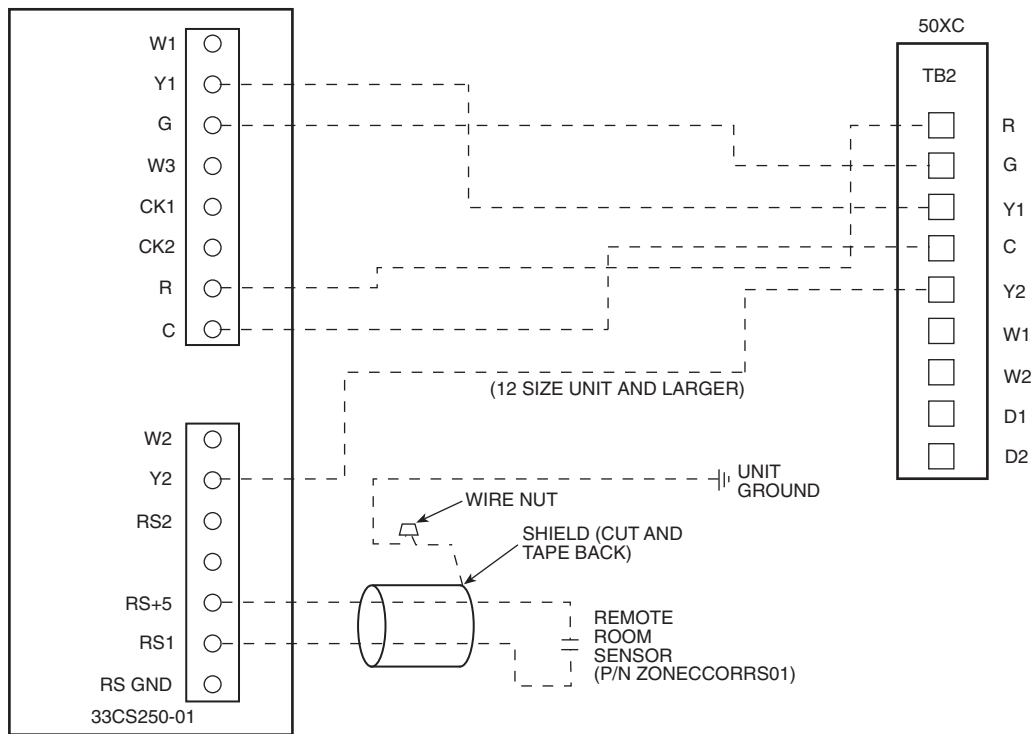 W1
Y1
G
W3
CK1
CK2
R
C
W2
Y2
RS2
RS+5
RS1
RS GND
33CS250-01
(12 SIZE UNIT AND LARGER)
UNIT
GROUND
WIRE NUT
SHIELD (CUT AND
TAPE BACK)
REMOTE
ROOM
SENSOR
(P/N ZONECCORRS01)
50XC
TB2
R
G
Y1
C
Y2
W1
W2
D1
D2